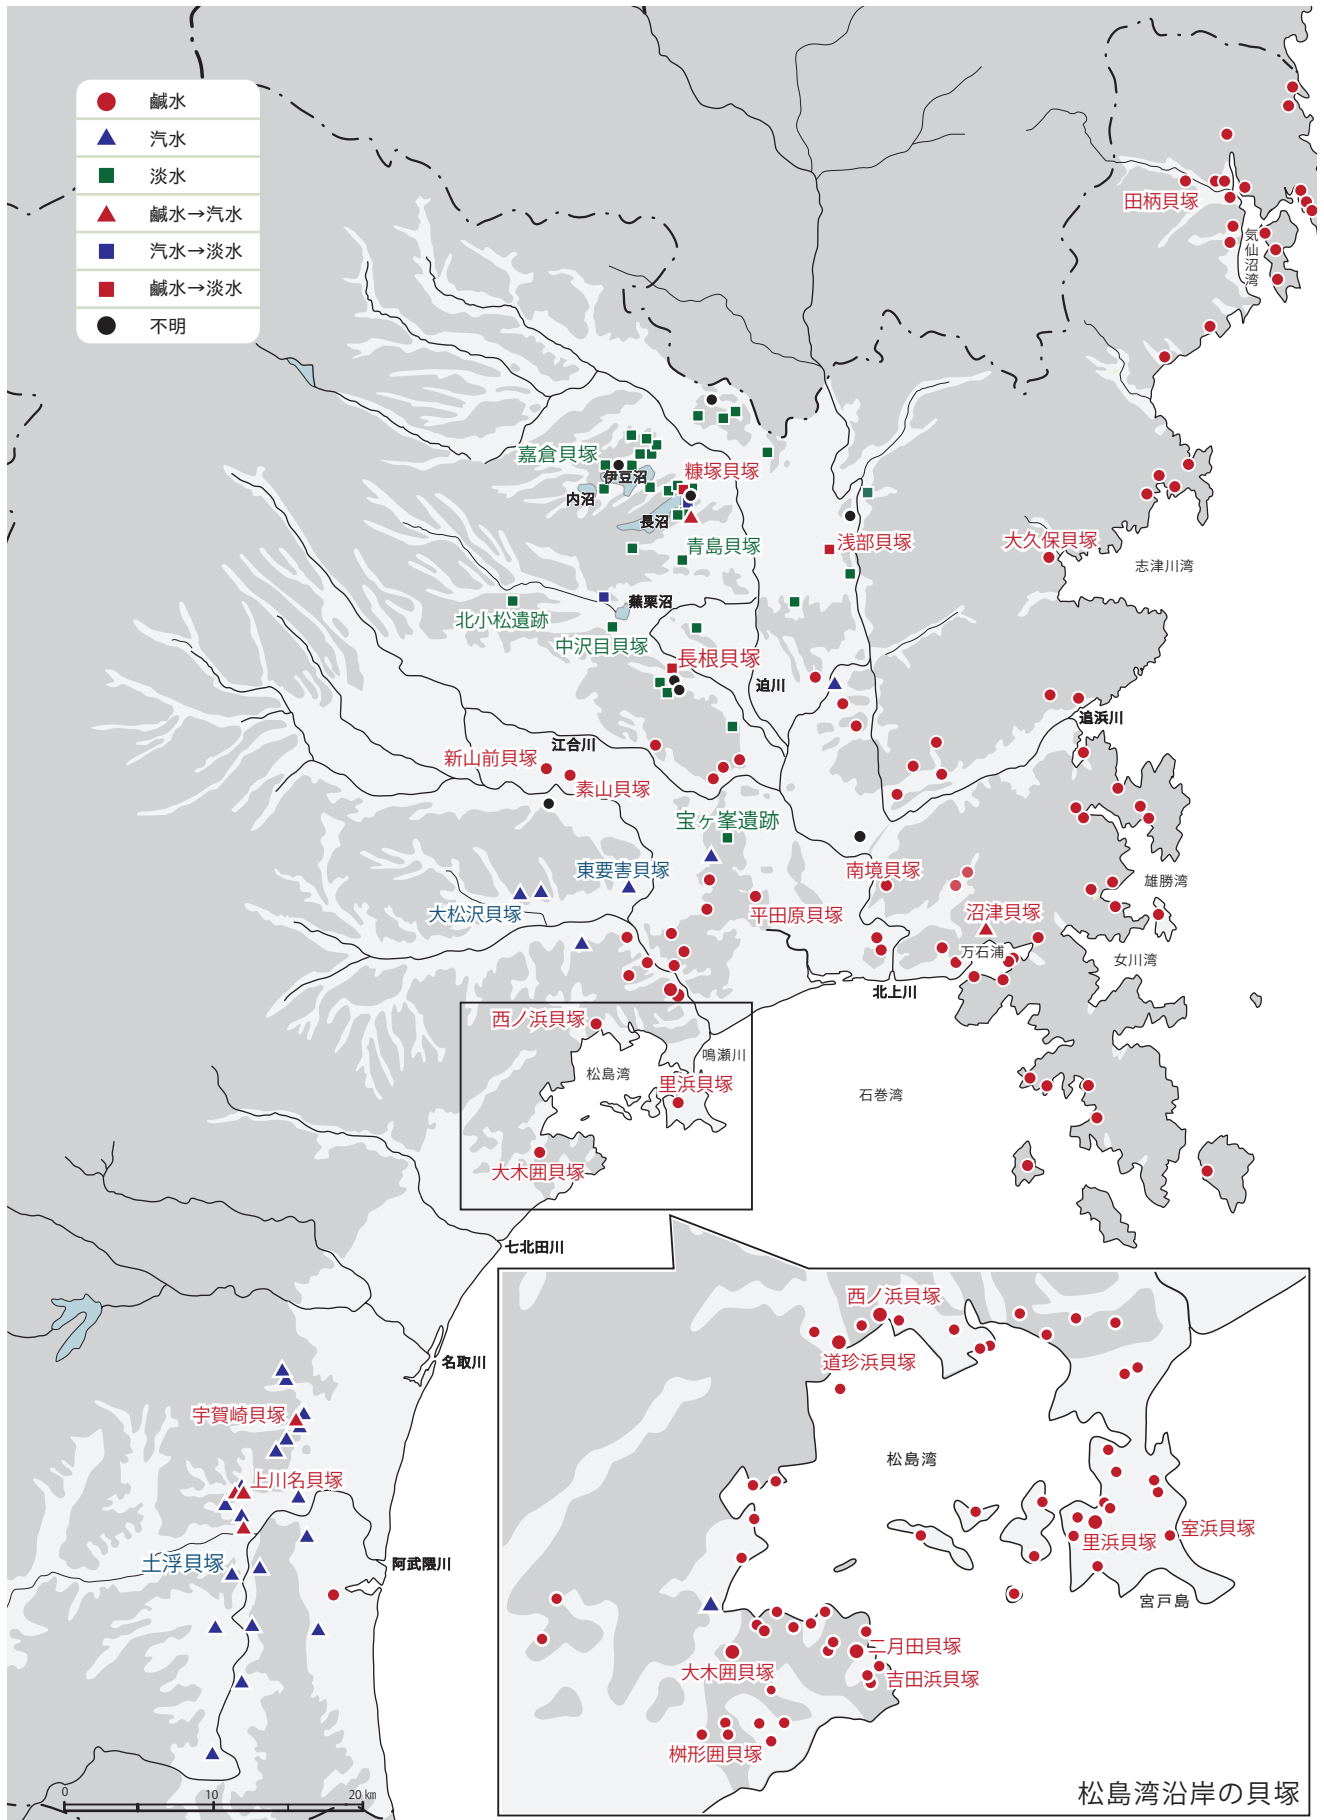 鹹水
汽水
淡水
鹹水→汽水
汽水→淡水
鹹水→淡水
不明
田柄貝塚
気仙沼湾
嘉倉貝塚
伊豆沼
内沼
糠塚貝塚
長沼
青島貝塚
浅部貝塚
大久保貝塚
志津川湾
北小松遺跡
蕪栗沼
中沢目貝塚
長根貝塚
迫川
追浜川
江合川
新山前貝塚
素山貝塚
宝ヶ峯遺跡
東要害貝塚
大松沢貝塚
平田原貝塚
南境貝塚
沼津貝塚
万石浦
雄勝湾
女川湾
北上川
西ノ浜貝塚
鳴瀬川
松島湾
里浜貝塚
石巻湾
大木囲貝塚
七北田川
名取川
宇賀崎貝塚
上川名貝塚
土浮貝塚
阿武隈川
0 10 20㎞
西ノ浜貝塚
道珍浜貝塚
松島湾
里浜貝塚
室浜貝塚
宮戸島
二月田貝塚
大木囲貝塚
吉田浜貝塚
桝形囲貝塚
松島湾沿岸の貝塚